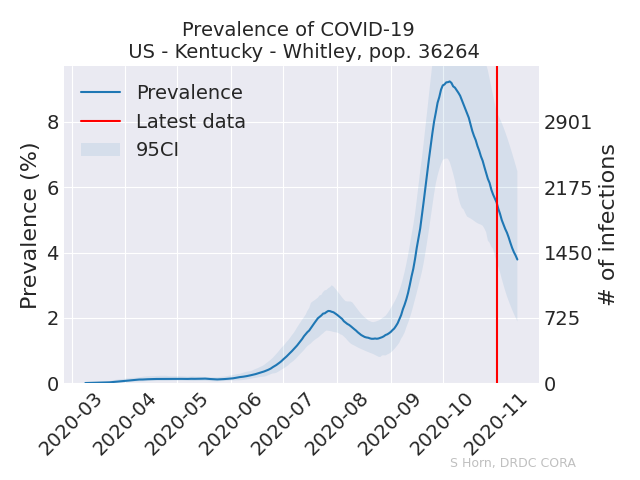 Prevalence of COVID-19
US - Kentucky - Whitley, pop. 36264
Prevalence
Latest data
95CI
Prevalence (%)
8
6
4
2
0
2901
2175
1450
725
0
# of infections
2020-03
2020-04
2020-05
2020-06
2020-07
2020-08
2020-09
2020-10
2020-11
S Horn, DRDC CORA